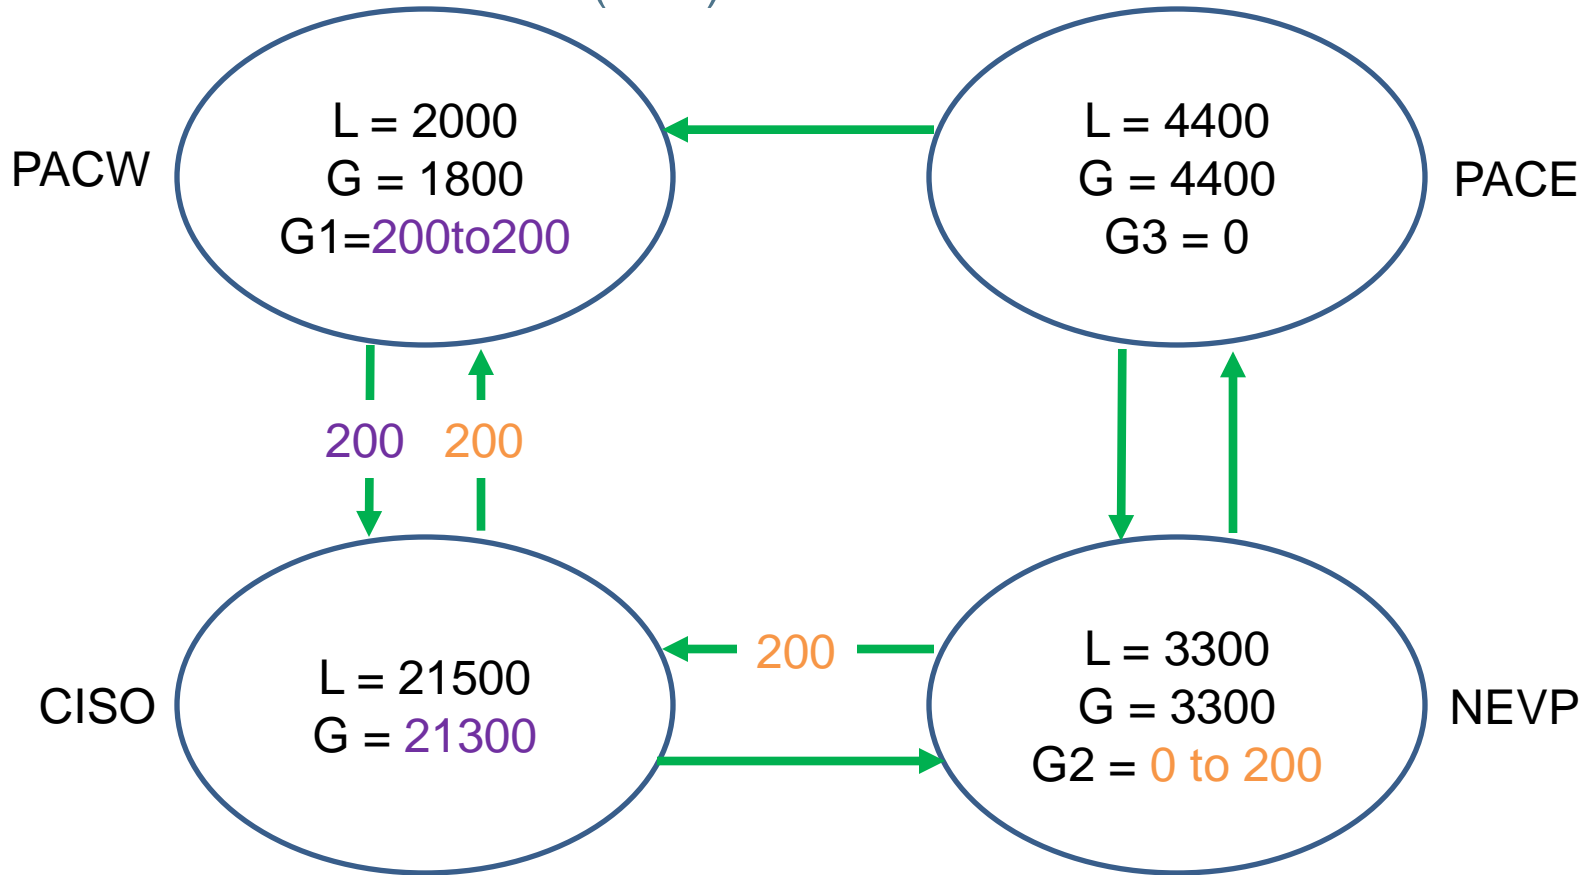 PACW
L = 2000
G = 1800
G1=200to200
L = 4400
G = 4400
G3 = 0
PACE
200 200
CISO
L = 21500
G = 21300
200
L = 3300
G = 3300
G2 = 0 to 200
NEVP